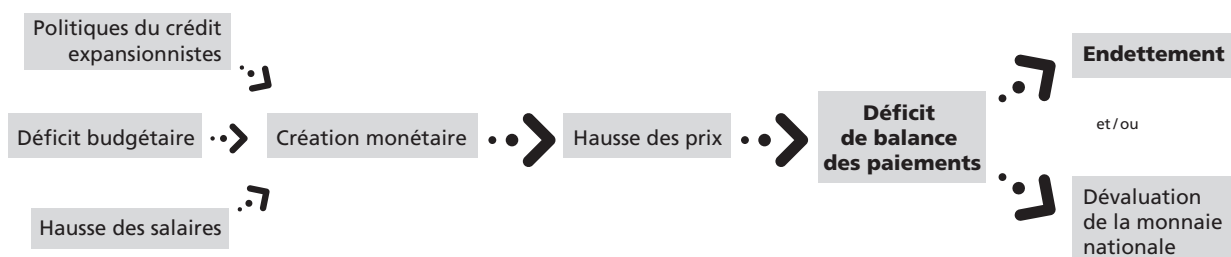 Politiques du crédit
expansionnistes
Déficit budgétaire
Hausse des salaires
Création monétaire
Hausse des prix
Déficit
de balance
des paiements
Endettement
et/ou
Dévaluation
de la monnaie
nationale